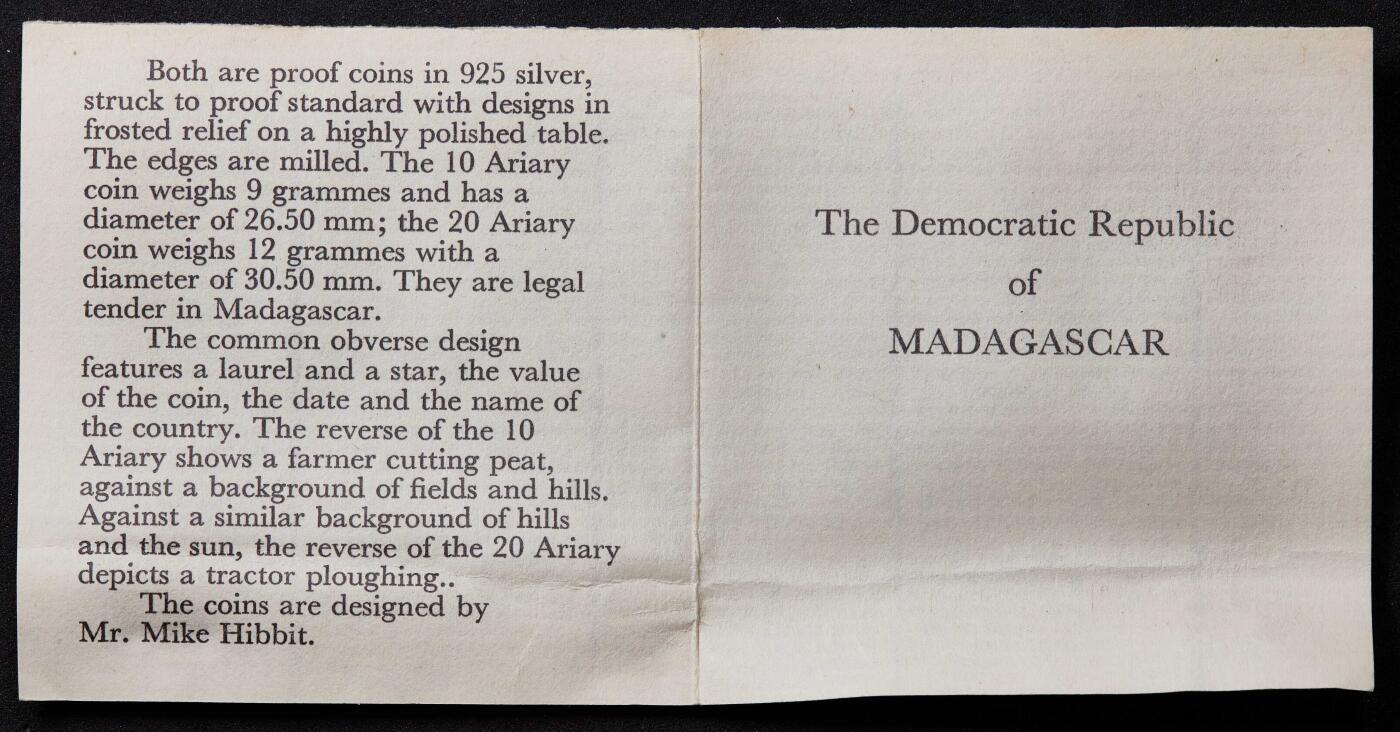 Both are proof coins in 925 silver,
struck to proof standard with designs in
frosted relief on a highly polished table.
The edges are milled. The 10 Ariary
coin weighs 9 grammes and has a
diameter of 26.50 mm; the 20 Ariary
coin weighs 12 grammes with a
diameter of 30.50 mm. They are legal
tender in Madagascar.
The common obverse design
features a laurel and a star, the value
of the coin, the date and the name of
the country. The reverse of the 10
Ariary shows a farmer cutting peat,
against a background of fields and hills.
Against a similar background of hills
and the sun, the reverse of the 20 Ariary
depicts a tractor ploughing..
The coins are designed by
Mr. Mike Hibbit.
The Democratic Republic
of
MADAGASCAR